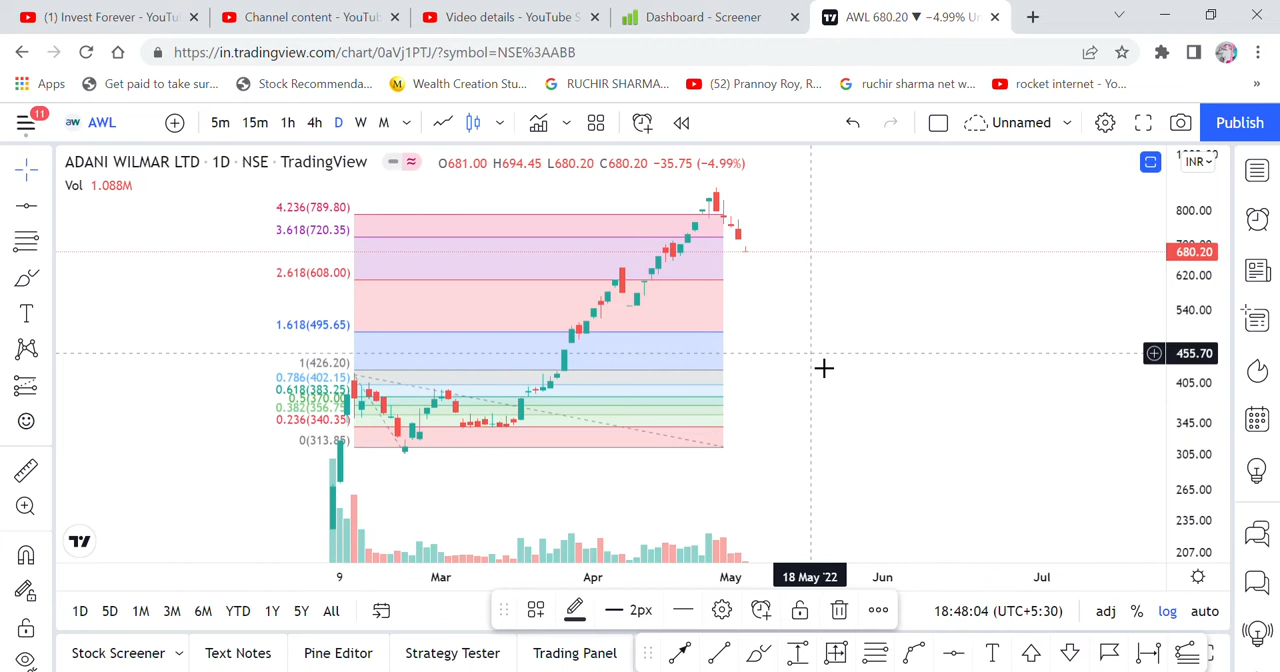 (1) Invest Forever - YouTu
Channel content - YouTub
Video details - YouTube S
Dashboard - Screener
AWL 680.20 ▼ −4.99% Un
https://in.tradingview.com/chart/0aVj1PTJ/?symbol=NSE%3AABB
Apps
Get paid to take sur...
Stock Recommenda...
Wealth Creation Stu...
RUCHIR SHARMA...
(52) Prannoy Roy, R...
ruchir sharma net w...
rocket internet - Yo...
»
11
aw AWL
5m 15m 1h 4h D W M
Unnamed
Publish
ADANI WILMAR LTD · 1D · NSE · TradingView
O681.00 H694.45 L680.20 C680.20 −35.75 (−4.99%)
INR
Vol 1.088M
4.236(789.80)
800.00
3.618(720.35)
680.20
2.618(608.00)
620.00
540.00
1.618(495.65)
455.70
1(426.20)
0.786(402.15)
405.00
0.618(383.25)
0.5(370.00)
0.382(356.75)
0.236(340.35)
345.00
0(313.85)
305.00
265.00
235.00
207.00
9 Mar Apr May 18 May '22 Jun Jul
1D 5D 1M 3M 6M YTD 1Y 5Y All
2px
18:48:04 (UTC+5:30)
adj % log auto
Stock Screener
Text Notes
Pine Editor
Strategy Tester
Trading Panel